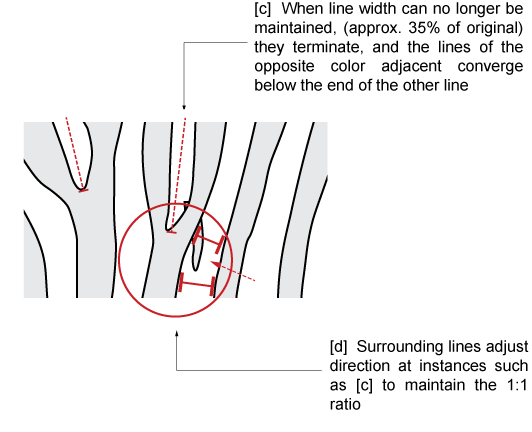 [c] When line width can no longer be
maintained, (approx. 35% of original)
they terminate, and the lines of the
opposite color adjacent converge
below the end of the other line
[d] Surrounding lines adjust
direction at instances such
as [c] to maintain the 1:1
ratio